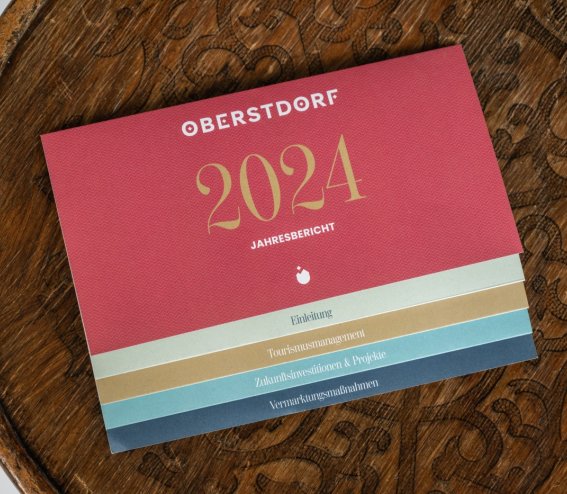 OBERSTDORF
2024
JAHRESBERICHT
Einleitung
Tourismusmanagement
Zukunftsinvestitionen & Projekte
Vermarktungsmaßnahmen